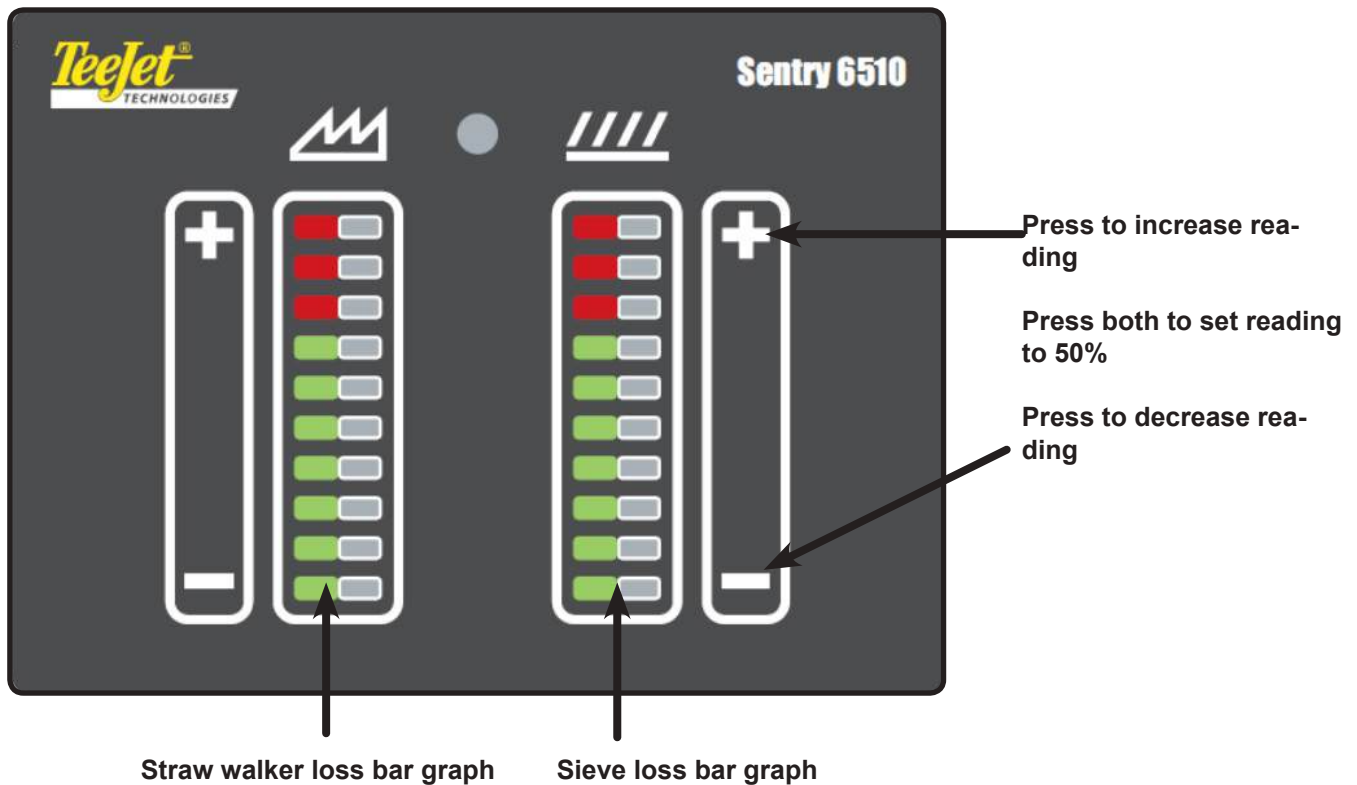 TeeJet®
TECHNOLOGIES
Sentry 6510
Press to increase rea-
ding
Press both to set reading
to 50%
Press to decrease rea-
ding
Straw walker loss bar graph
Sieve loss bar graph